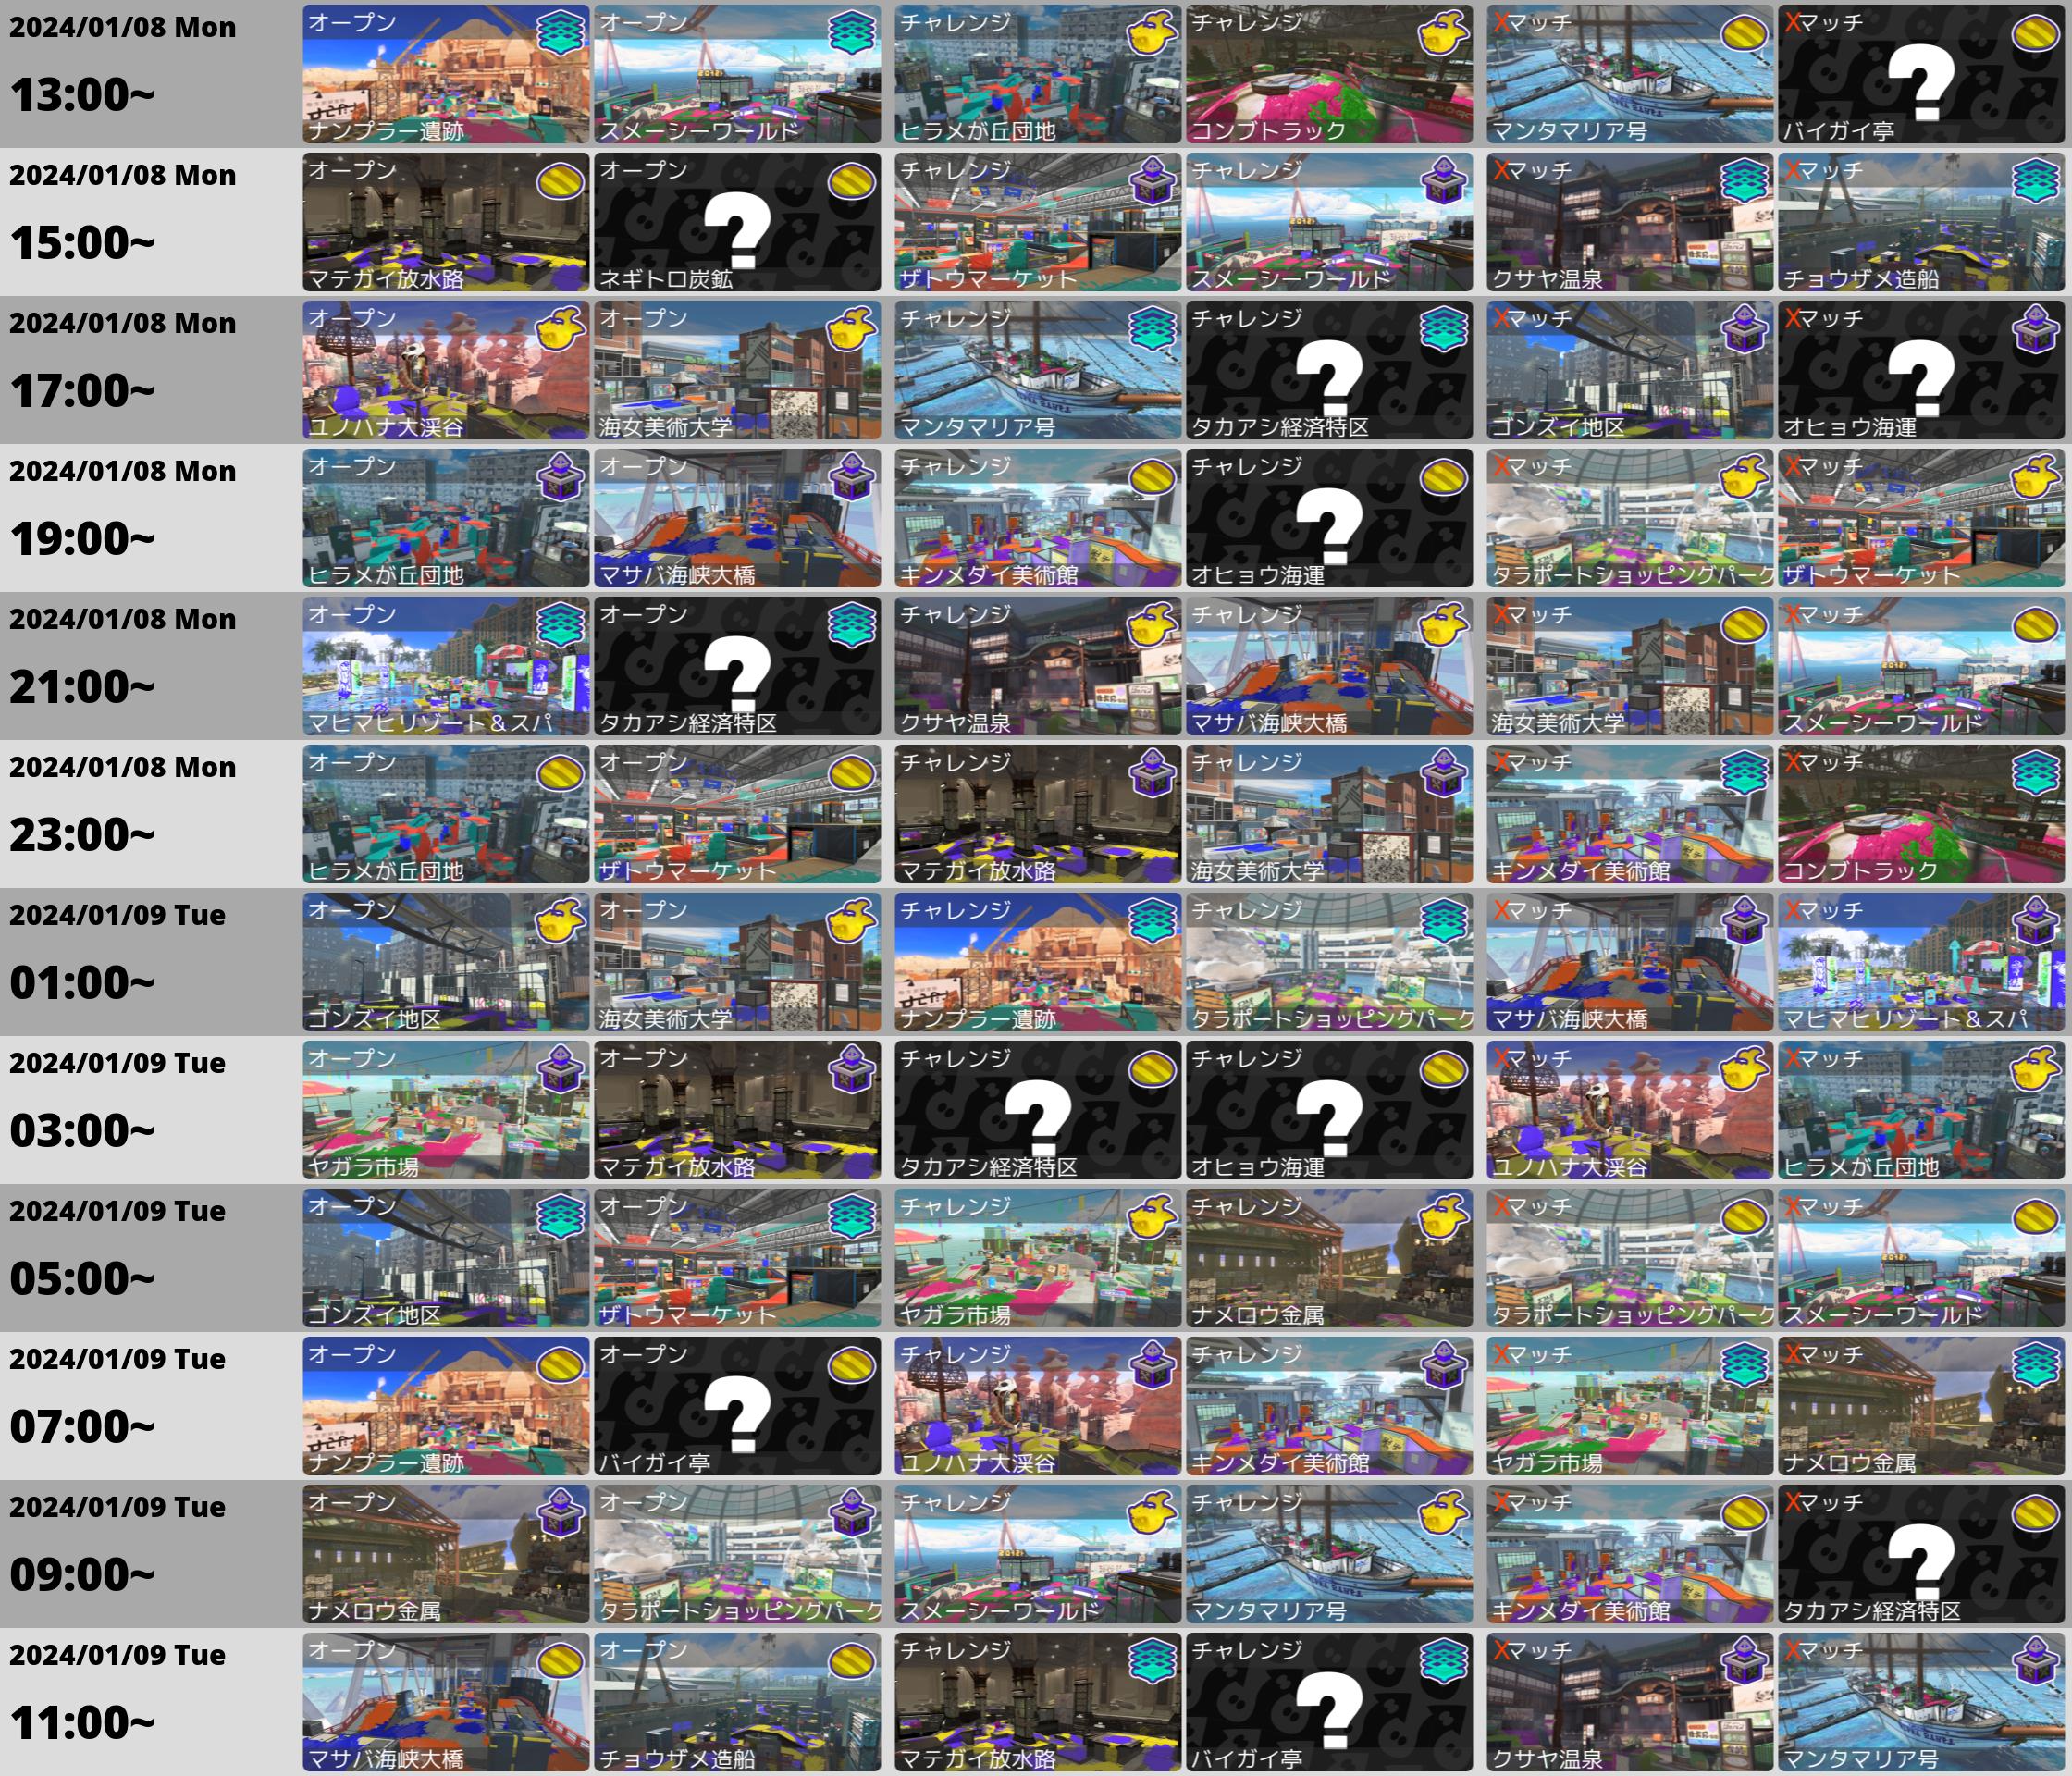 2024/01/08 Mon
13:00~
オープン
ナンプラー遺跡
オープン
スメーシーワールド
チャレンジ
ヒラメが丘団地
チャレンジ
コンブトラック
Xマッチ
マンタマリア号
Xマッチ
?
バイガイ亭
2024/01/08 Mon
15:00~
オープン
マテガイ放水路
オープン
?
ネギトロ炭鉱
チャレンジ
ザトウマーケット
チャレンジ
スメーシーワールド
Xマッチ
クサヤ温泉
Xマッチ
チョウザメ造船
2024/01/08 Mon
17:00~
オープン
ユノハナ大渓谷
オープン
海女美術大学
チャレンジ
マンタマリア号
チャレンジ
?
タカアシ経済特区
Xマッチ
ゴンズイ地区
Xマッチ
?
オヒョウ海運
2024/01/08 Mon
19:00~
オープン
ヒラメが丘団地
オープン
マサバ海峡大橋
チャレンジ
キンメダイ美術館
チャレンジ
?
オヒョウ海運
Xマッチ
タラポートショッピングパーク
Xマッチ
ザトウマーケット
2024/01/08 Mon
21:00~
オープン
マヒマヒリゾート&スパ
オープン
?
タカアシ経済特区
チャレンジ
クサヤ温泉
チャレンジ
マサバ海峡大橋
Xマッチ
海女美術大学
Xマッチ
スメーシーワールド
2024/01/08 Mon
23:00~
オープン
ヒラメが丘団地
オープン
ザトウマーケット
チャレンジ
マテガイ放水路
チャレンジ
海女美術大学
Xマッチ
キンメダイ美術館
Xマッチ
コンブトラック
2024/01/09 Tue
01:00~
オープン
ゴンズイ地区
オープン
海女美術大学
チャレンジ
ナンプラー遺跡
チャレンジ
タラポートショッピングパーク
Xマッチ
マサバ海峡大橋
Xマッチ
マヒマヒリゾート&スパ
2024/01/09 Tue
03:00~
オープン
ヤガラ市場
オープン
マテガイ放水路
チャレンジ
?
タカアシ経済特区
チャレンジ
?
オヒョウ海運
Xマッチ
ユノハナ大渓谷
Xマッチ
ヒラメが丘団地
2024/01/09 Tue
05:00~
オープン
ゴンズイ地区
オープン
ザトウマーケット
チャレンジ
ヤガラ市場
チャレンジ
ナメロウ金属
Xマッチ
タラポートショッピングパーク
Xマッチ
スメーシーワールド
2024/01/09 Tue
07:00~
オープン
ナンプラー遺跡
オープン
?
バイガイ亭
チャレンジ
ユノハナ大渓谷
チャレンジ
キンメダイ美術館
Xマッチ
ヤガラ市場
Xマッチ
ナメロウ金属
2024/01/09 Tue
09:00~
オープン
ナメロウ金属
オープン
タラポートショッピングパーク
チャレンジ
スメーシーワールド
チャレンジ
マンタマリア号
Xマッチ
キンメダイ美術館
Xマッチ
?
タカアシ経済特区
2024/01/09 Tue
11:00~
オープン
マサバ海峡大橋
オープン
チョウザメ造船
チャレンジ
マテガイ放水路
チャレンジ
?
バイガイ亭
Xマッチ
クサヤ温泉
Xマッチ
マンタマリア号